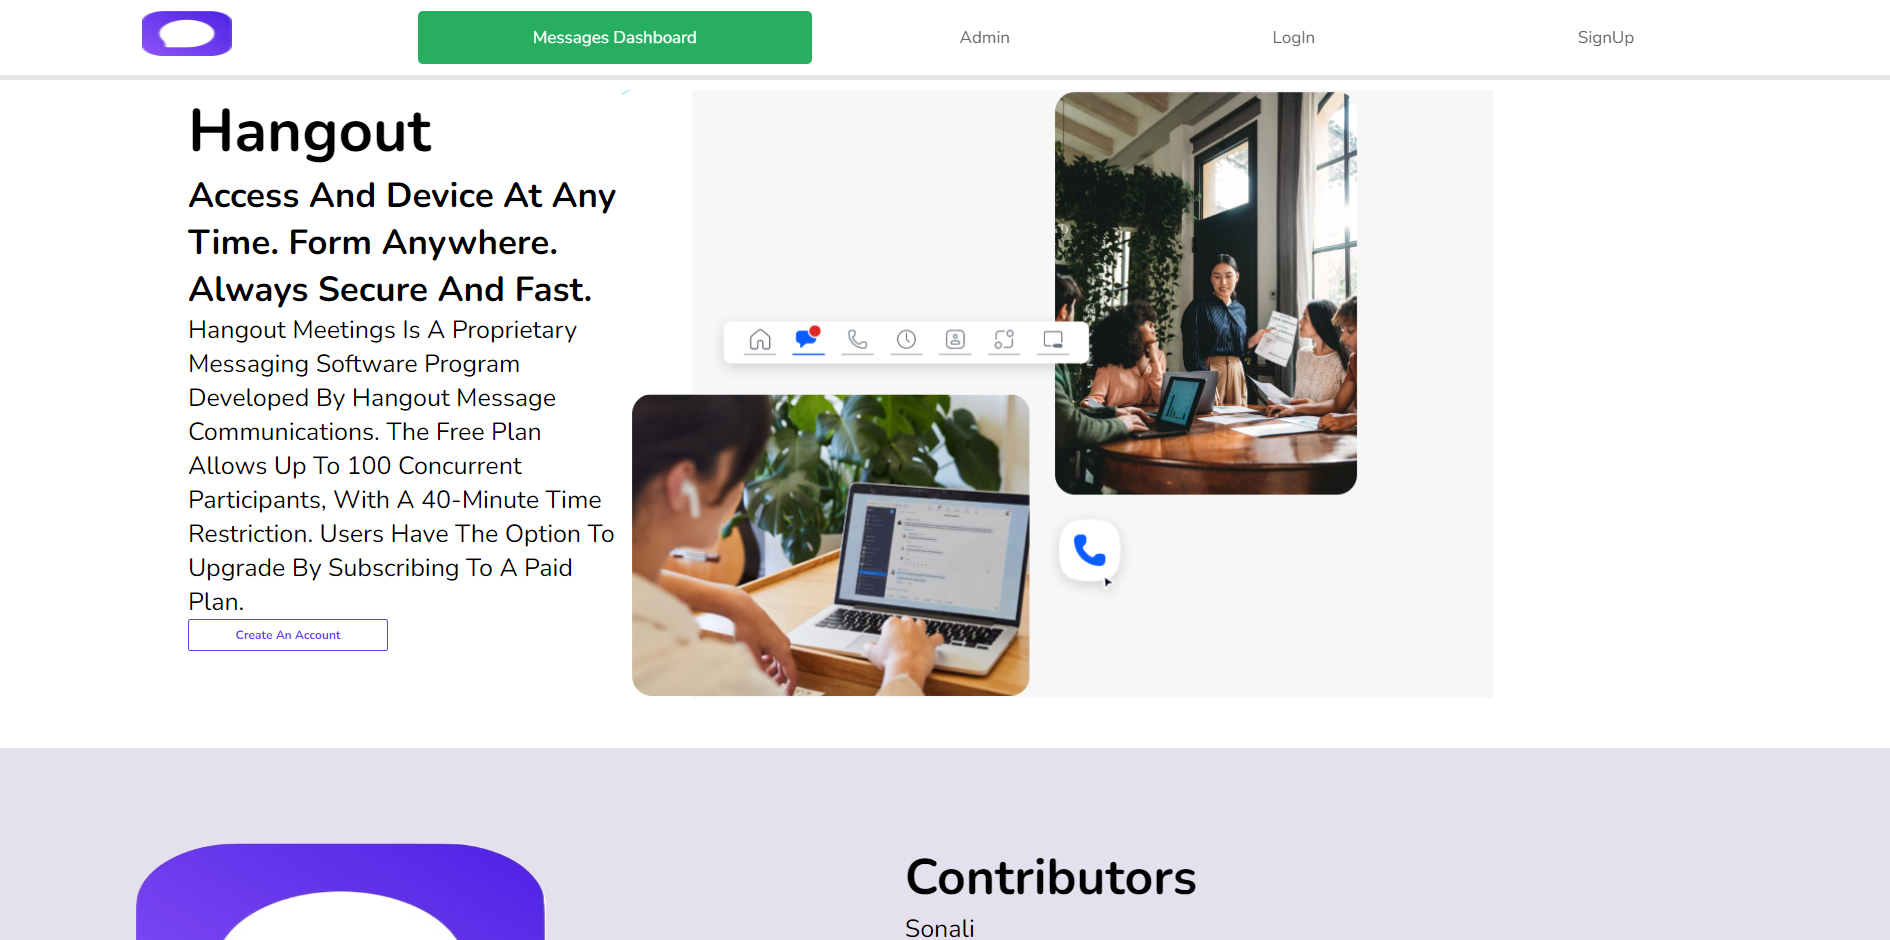 Messages Dashboard
Admin
LogIn
SignUp
Hangout
Access And Device At Any
Time. Form Anywhere.
Always Secure And Fast.
Hangout Meetings Is A Proprietary
Messaging Software Program
Developed By Hangout Message
Communications. The Free Plan
Allows Up To 100 Concurrent
Participants, With A 40-Minute Time
Restriction. Users Have The Option To
Upgrade By Subscribing To A Paid
Plan.
Create An Account
Contributors
Sonali